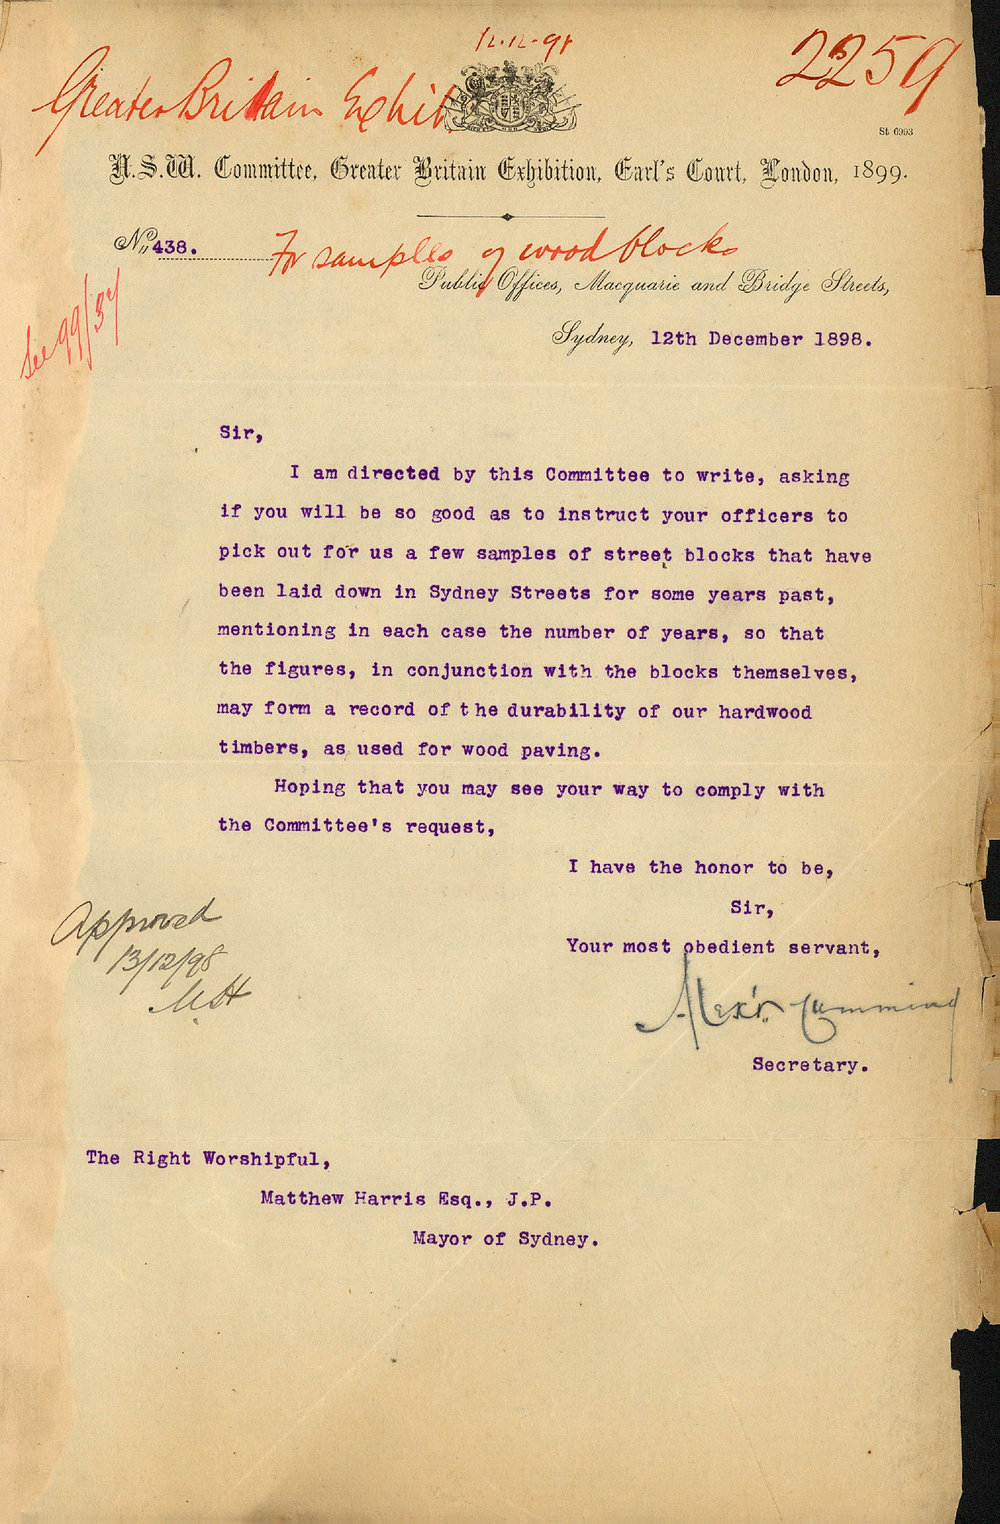 12.12.98
2259
Greater Britain Exhib.
St 6993
N.S.W. Committee, Greater Britain Exhibition, Earl's Court, London, 1899.
No. 438.
For samples of wood blocks
Public Offices, Macquarie and Bridge Streets,
See 99/37
Sydney, 12th December 1898.
Sir,
I am directed by this Committee to write, asking
if you will be so good as to instruct your officers to
pick out for us a few samples of street blocks that have
been laid down in Sydney Streets for some years past,
mentioning in each case the number of years, so that
the figures, in conjunction with the blocks themselves,
may form a record of the durability of our hardwood
timbers, as used for wood paving.
Hoping that you may see your way to comply with
the Committee's request,
I have the honor to be,
Sir,
Your most obedient servant,
Alexr. Cumming
Secretary.
Approved
13/12/98
MH
The Right Worshipful,
Matthew Harris Esq., J.P.
Mayor of Sydney.